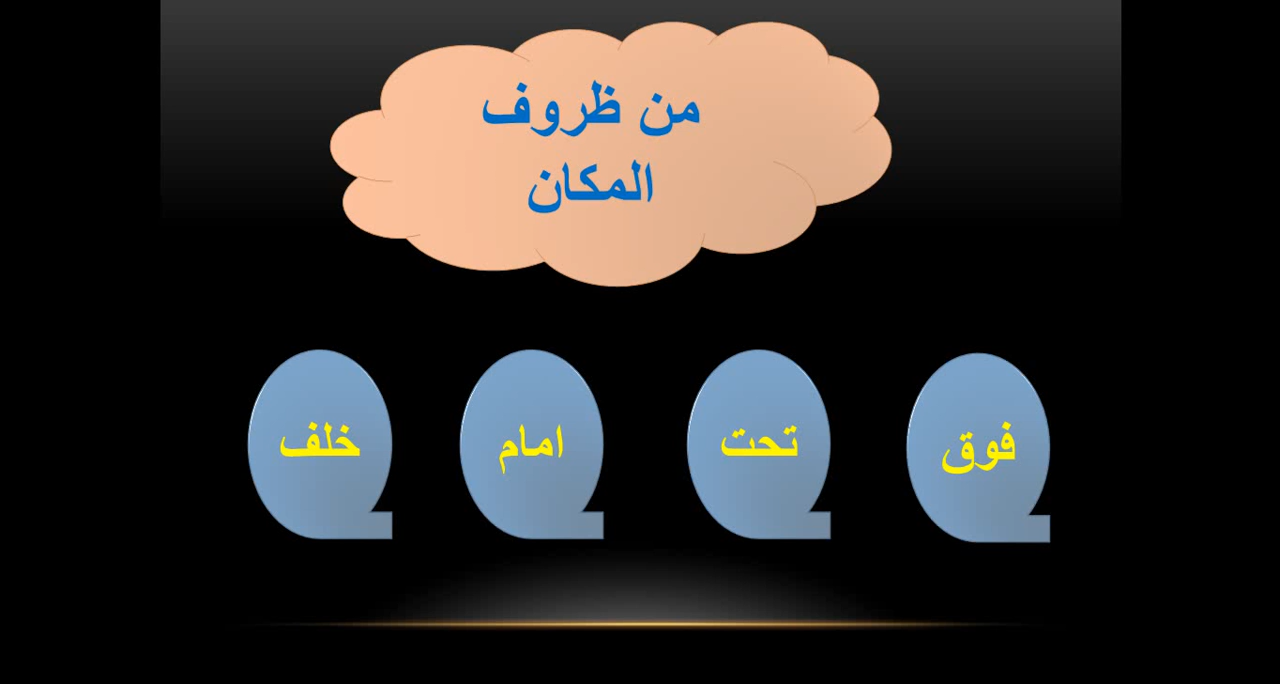 من ظروف
المكان
فوق
تحت
امام
خلف